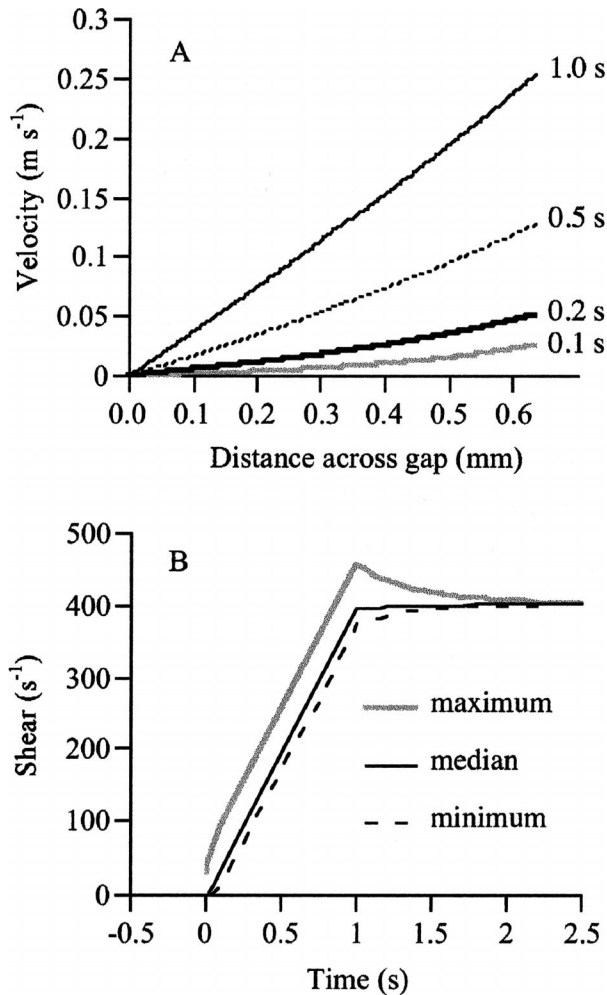 0.3
A
0.25
1.0 s
0.2
Velocity (m s⁻¹)
0.15
0.5 s
0.1
0.05
0.2 s
0.1 s
0
0.0 0.1 0.2 0.3 0.4 0.5 0.6
Distance across gap (mm)
500
B
400
Shear (s⁻¹)
300
maximum
200
median
100
minimum
0
-0.5 0 0.5 1 1.5 2 2.5
Time (s)